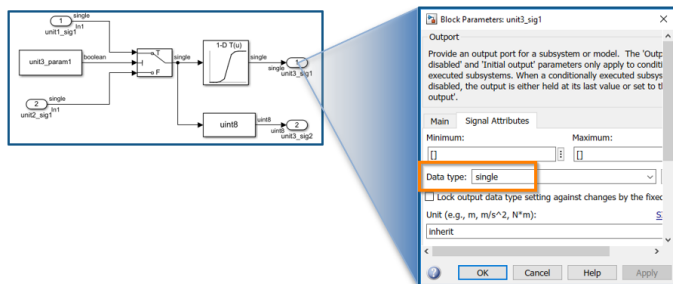 single
1
unit1_sig1
In1
boolean
unit3_param1
T
F
single
1-D T(u)
single
1
single
unit3_sig1
single
2
In1
unit2_sig1
uint8
uint8
2
uint8
unit3_sig2
Block Parameters: unit3_sig1
Outport
Provide an output port for a subsystem or model. The 'Outp
disabled' and 'Initial output' parameters only apply to conditi
executed subsystems. When a conditionally executed subsys
disabled, the output is either held at its last value or set to th
output'.
Main Signal Attributes
Minimum: Maximum:
[] []
Data type: single
Lock output data type setting against changes by the fixed
Unit (e.g., m, m/s^2, N*m):
inherit
? OK Cancel Help Apply